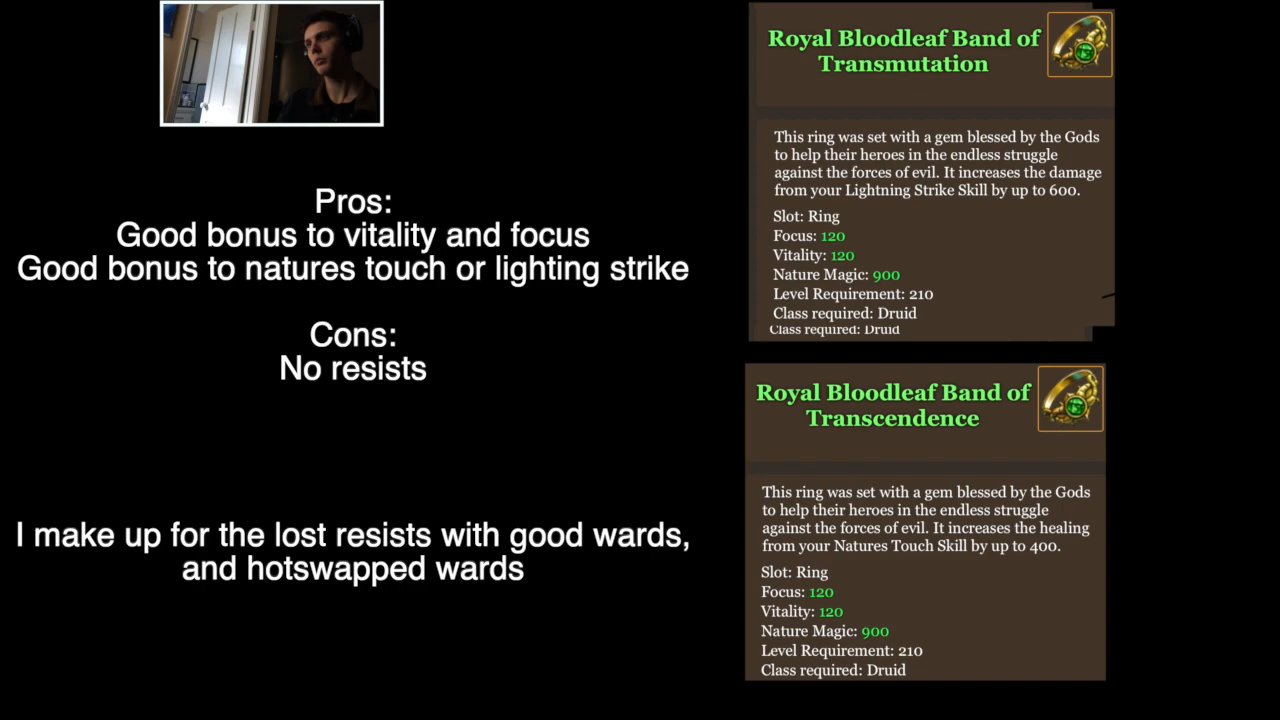 Pros:
Good bonus to vitality and focus
Good bonus to natures touch or lighting strike
Cons:
No resists
I make up for the lost resists with good wards,
and hotswapped wards
Royal Bloodleaf Band of
Transmutation
This ring was set with a gem blessed by the Gods
to help their heroes in the endless struggle
against the forces of evil. It increases the damage
from your Lightning Strike Skill by up to 600.
Slot: Ring
Focus: 120
Vitality: 120
Nature Magic: 900
Level Requirement: 210
Class required: Druid
Class required: Druid
Royal Bloodleaf Band of
Transcendence
This ring was set with a gem blessed by the Gods
to help their heroes in the endless struggle
against the forces of evil. It increases the healing
from your Natures Touch Skill by up to 400.
Slot: Ring
Focus: 120
Vitality: 120
Nature Magic: 900
Level Requirement: 210
Class required: Druid